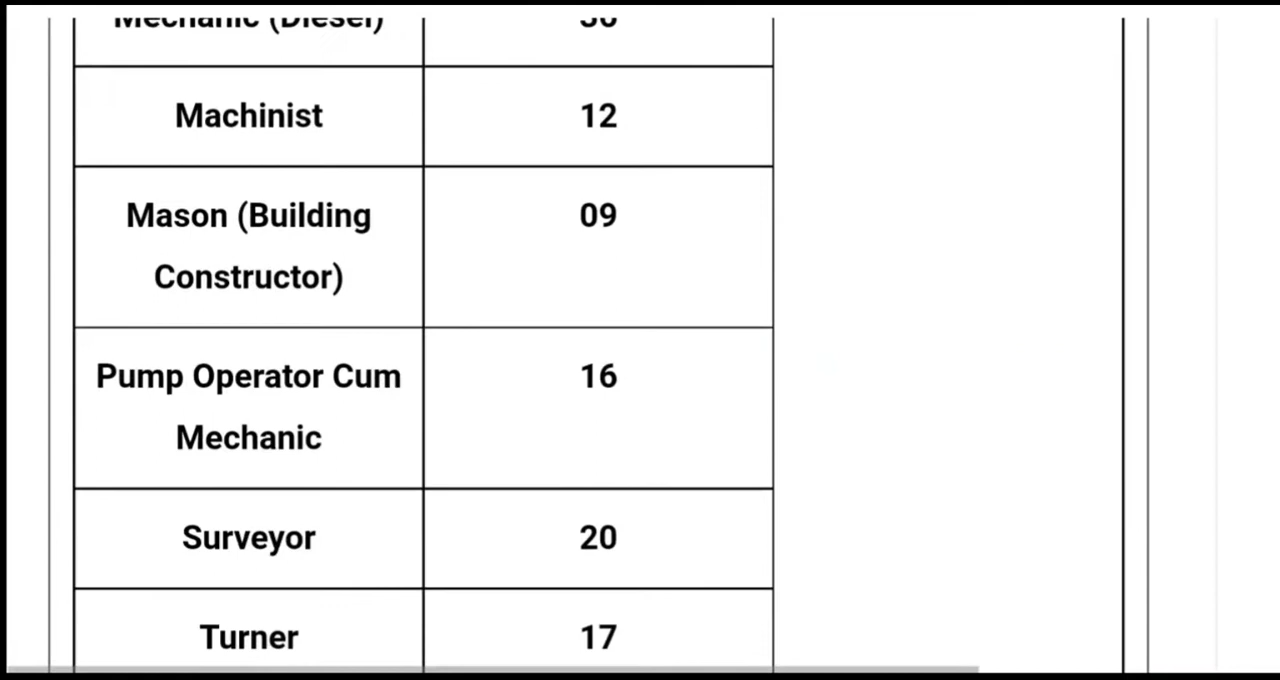 Mechanic (Diesel)
Machinist 12
Mason (Building 09
Constructor)
Pump Operator Cum 16
Mechanic
Surveyor 20
Turner 17